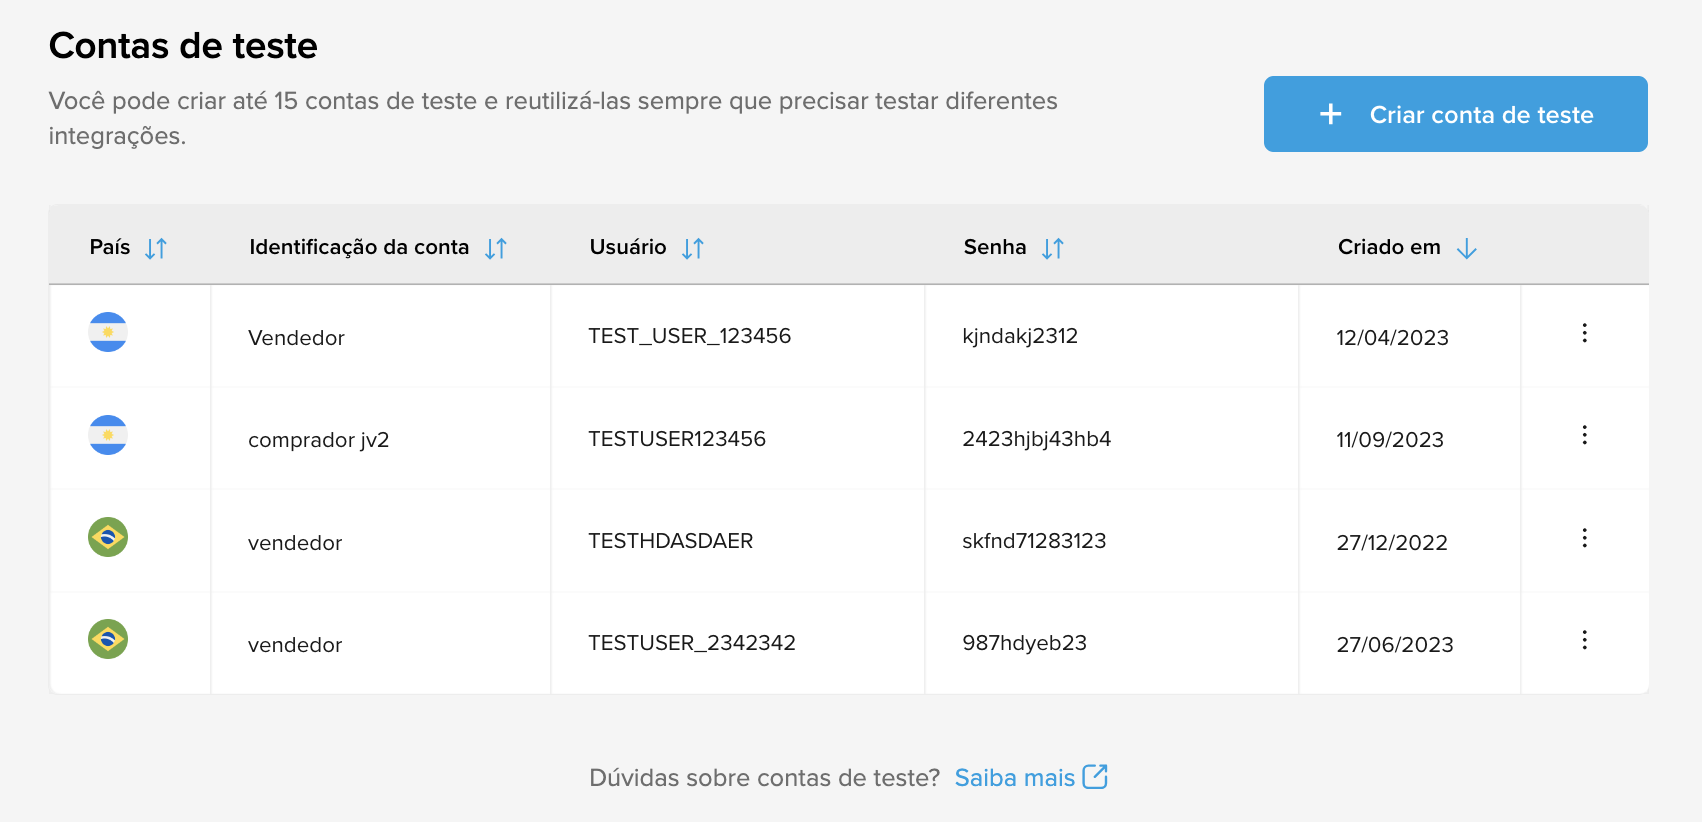 Contas de teste
Você pode criar até 15 contas de teste e reutilizá-las sempre que precisar testar diferentes
integrações.
+ Criar conta de teste
País Identificação da conta Usuário Senha Criado em
Vendedor TEST_USER_123456 kjndakj2312 12/04/2023
comprador jv2 TESTUSER123456 2423hjbj43hb4 11/09/2023
vendedor TESTHDASDAER skfnd71283123 27/12/2022
vendedor TESTUSER_2342342 987hdyeb23 27/06/2023
Dúvidas sobre contas de teste? Saiba mais